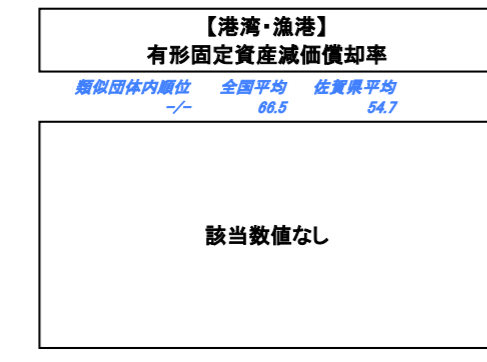 【港湾・漁港】
有形固定資産減価償却率
類似団体内順位 全国平均 佐賀県平均
-/- 66.5 54.7
該当数値なし